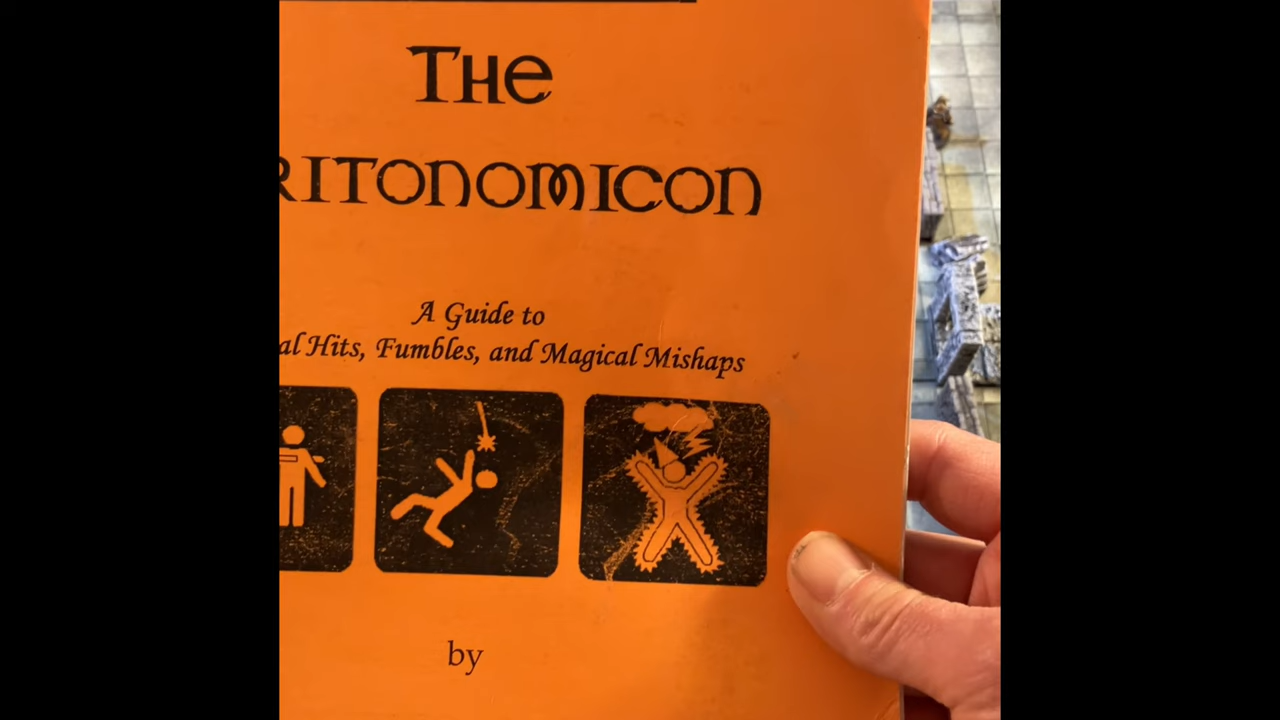 The
RITONOMICON
A Guide to
al Hits, Fumbles, and Magical Mishaps
by